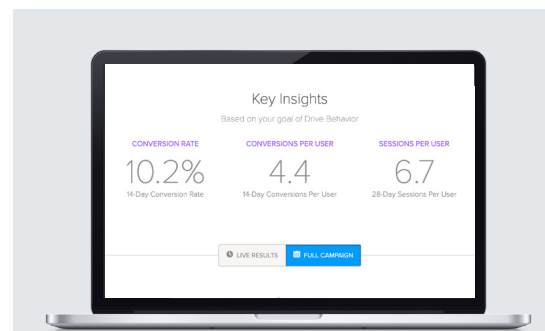 Key Insights
Based on your goal of Drive Behavior
CONVERSION RATE
10.2%
14-Day Conversion Rate
CONVERSIONS PER USER
4.4
14-Day Conversions Per User
SESSIONS PER USER
6.7
28-Day Sessions Per User
LIVE RESULTS
FULL CAMPAIGN